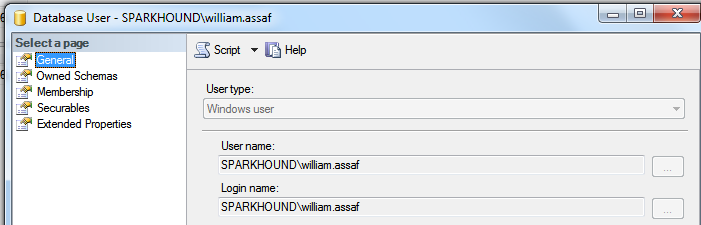 Database User - SPARKHOUND\william.assaf
Select a page
General
Owned Schemas
Membership
Securables
Extended Properties
Script
Help
User type:
Windows user
User name:
SPARKHOUND\william.assaf
...
Login name:
SPARKHOUND\william.assaf
...